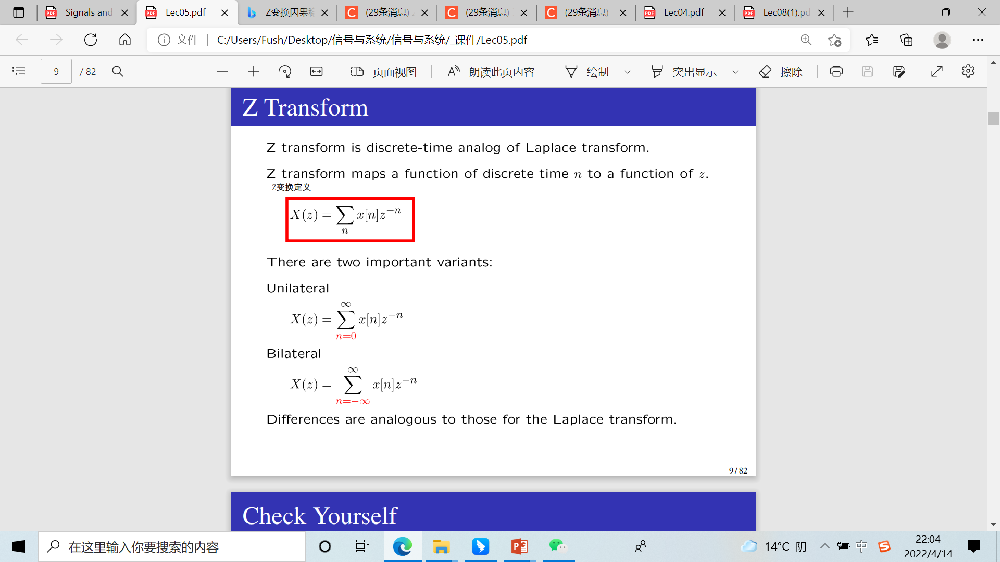 Signals and
Lec05.pdf
Z变换因果稳
(29条消息)
(29条消息)
(29条消息)
Lec04.pdf
Lec08(1).pd
文件
C:/Users/Fush/Desktop/信号与系统/信号与系统/_课件/Lec05.pdf
9
/ 82
页面视图
朗读此页内容
绘制
突出显示
擦除
Z Transform
Z transform is discrete-time analog of Laplace transform.
Z transform maps a function of discrete time n to a function of z.
Z变换定义
X(z) = ∑_n x[n]z^{−n}
There are two important variants:
Unilateral
X(z) = ∑_{n=0}^{∞} x[n]z^{−n}
Bilateral
X(z) = ∑_{n=−∞}^{∞} x[n]z^{−n}
Differences are analogous to those for the Laplace transform.
9 / 82
Check Yourself
在这里输入你要搜索的内容
14°C 阴
中
22:04
2022/4/14